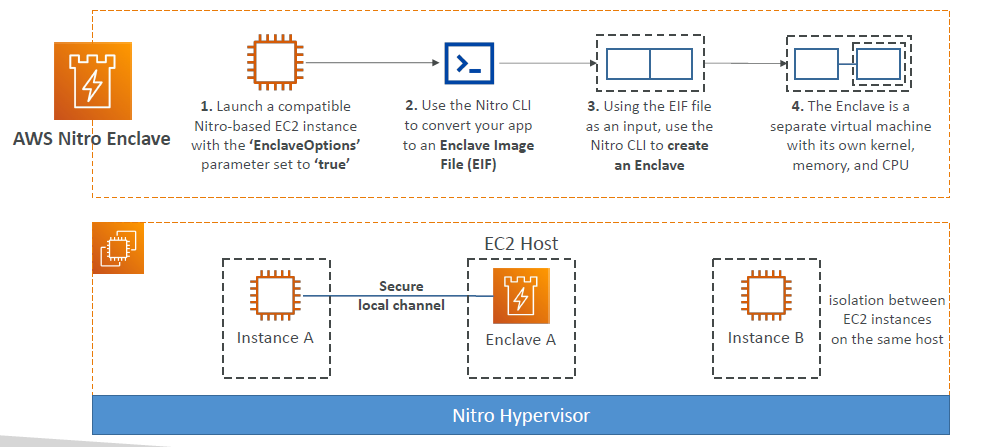 AWS Nitro Enclave
1. Launch a compatible
Nitro-based EC2 instance
with the ‘EnclaveOptions’
parameter set to ‘true’
2. Use the Nitro CLI
to convert your app
to an Enclave Image
File (EIF)
3. Using the EIF file
as an input, use the
Nitro CLI to create
an Enclave
4. The Enclave is a
separate virtual machine
with its own kernel,
memory, and CPU
EC2 Host
Instance A
Secure
local channel
Enclave A
Instance B
isolation between
EC2 instances
on the same host
Nitro Hypervisor